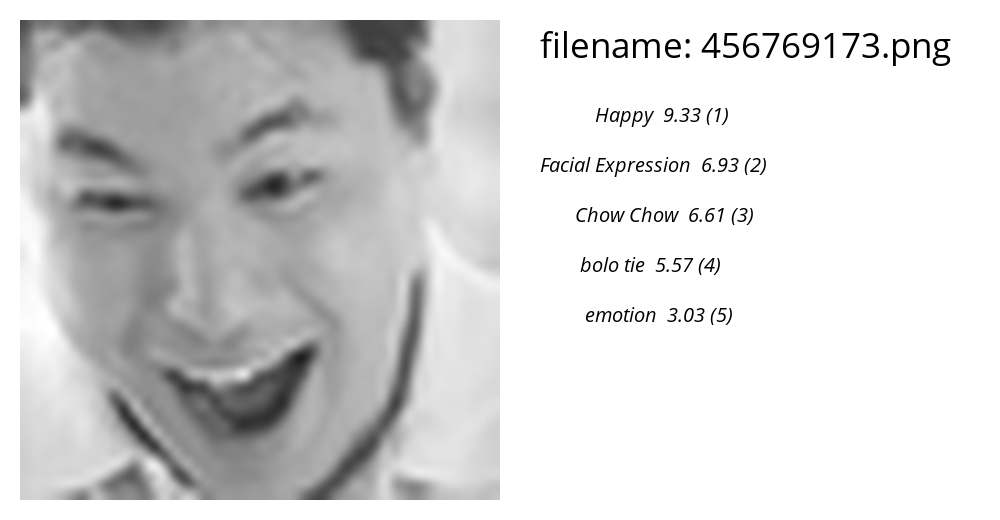 filename: 456769173.png
Happy 9.33 (1)
Facial Expression 6.93 (2)
Chow Chow 6.61 (3)
bolo tie 5.57 (4)
emotion 3.03 (5)